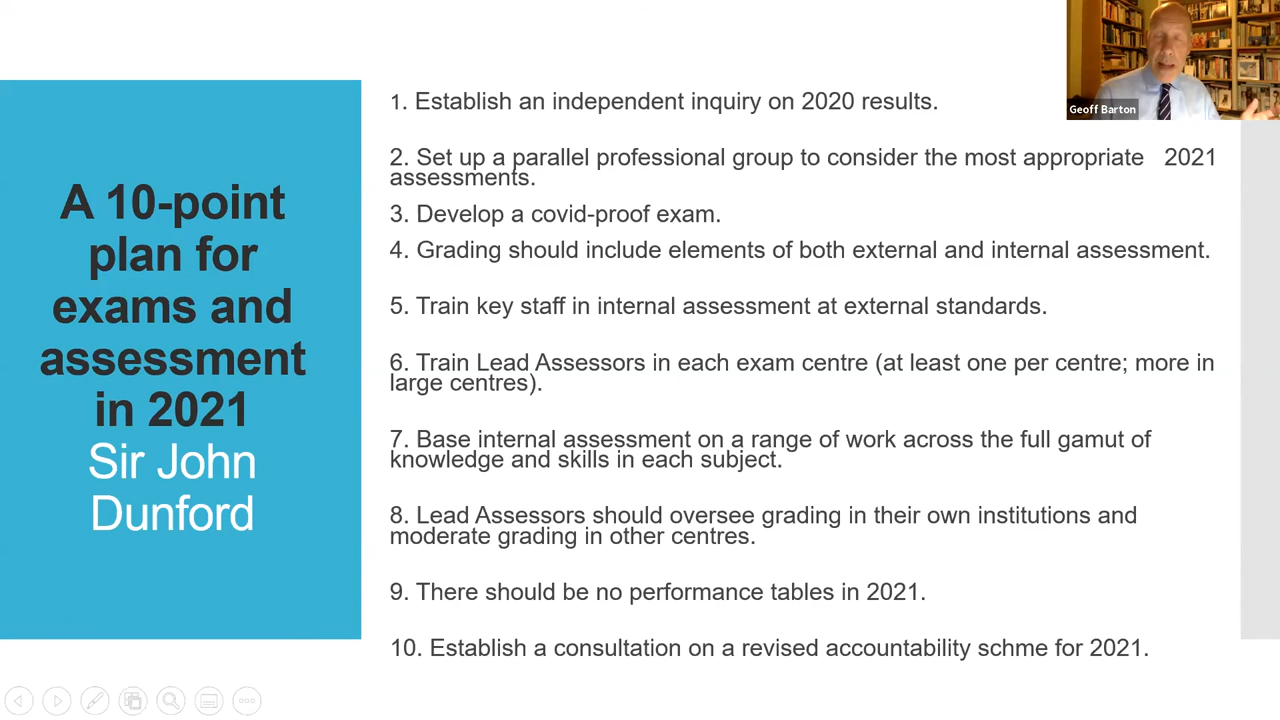 A 10-point
plan for
exams and
assessment
in 2021
Sir John
Dunford
1. Establish an independent inquiry on 2020 results.
2. Set up a parallel professional group to consider the most appropriate 2021
assessments.
3. Develop a covid-proof exam.
4. Grading should include elements of both external and internal assessment.
5. Train key staff in internal assessment at external standards.
6. Train Lead Assessors in each exam centre (at least one per centre; more in
large centres).
7. Base internal assessment on a range of work across the full gamut of
knowledge and skills in each subject.
8. Lead Assessors should oversee grading in their own institutions and
moderate grading in other centres.
9. There should be no performance tables in 2021.
10. Establish a consultation on a revised accountability schme for 2021.
Geoff Barton